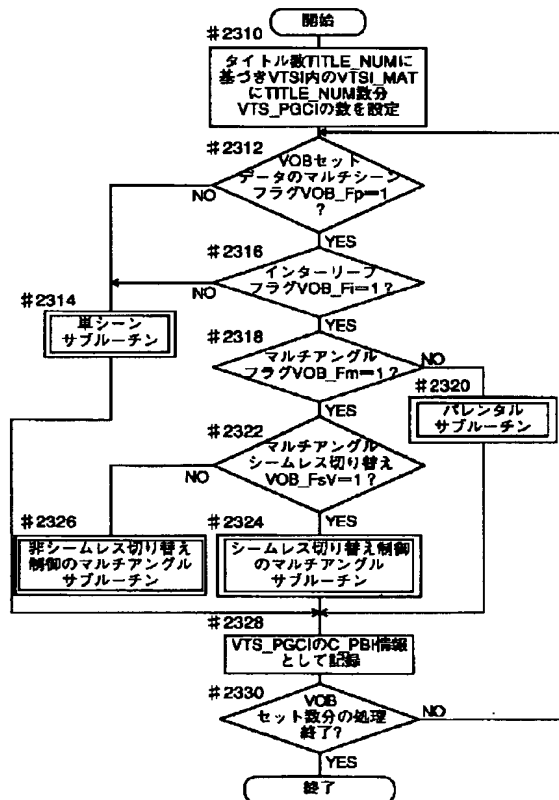 開始
#2310
タイトル数TITLE_NUMに
基づきVTSI内のVTSI_MAT
にTITLE_NUM数分
VTS_PGCIの数を設定
#2312
VOBセット
データのマルチシーン
フラグVOB_Fp=1
?
NO
YES
#2316
インターリーブ
フラグVOB_Fi=1?
NO
YES
#2314
単シーン
サブルーチン
#2318
マルチアングル
フラグVOB_Fm=1?
NO
YES
#2320
パレンタル
サブルーチン
#2322
マルチアングル
シームレス切り替え
VOB_FsV=1?
NO
YES
#2326
非シームレス切り替え
制御のマルチアングル
サブルーチン
#2324
シームレス切り替え制御
のマルチアングル
サブルーチン
#2328
VTS_PGCIのC_PBI情報
として記録
#2330
VOB
セット数分の処理
終了?
NO
YES
終了